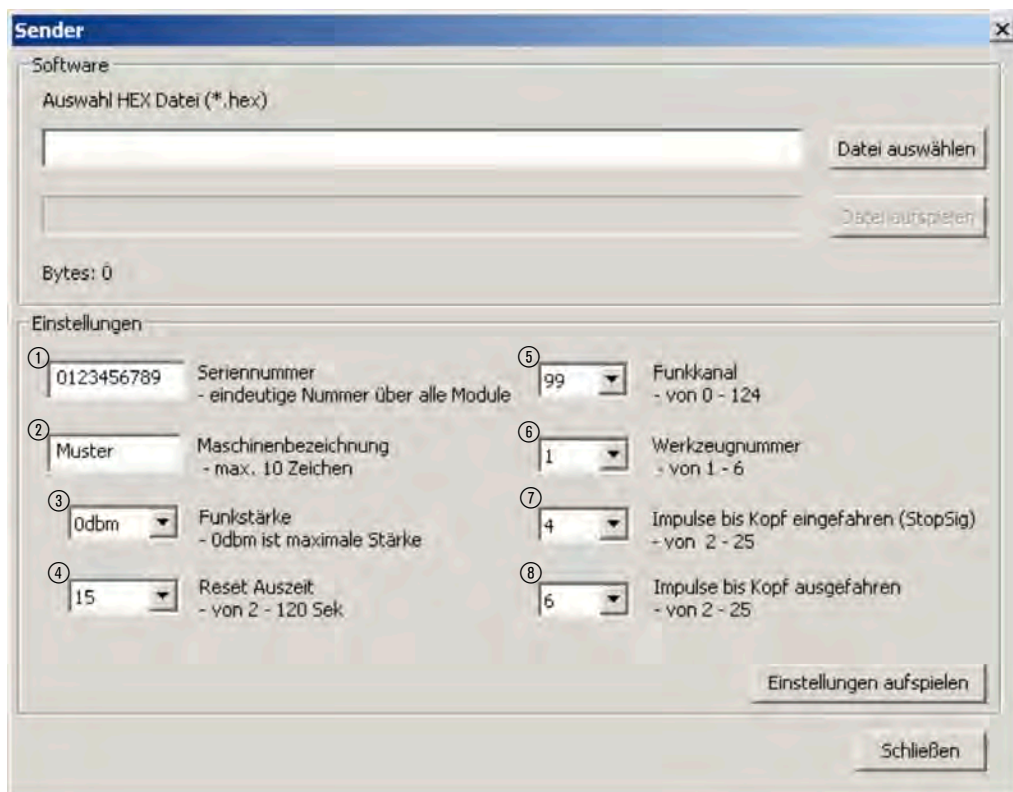 Sender
Software
Auswahl HEX Datei (*.hex)
Datei auswählen
Datei aufspielen
Bytes: 0
Einstellungen
① 0123456789 Seriennummer
- eindeutige Nummer über alle Module
② Muster Maschinenbezeichnung
- max. 10 Zeichen
③ 0dbm Funkstärke
- 0dbm ist maximale Stärke
④ 15 Reset Auszeit
- von 2 - 120 Sek
⑤ 99 Funkkanal
- von 0 - 124
⑥ 1 Werkzeugnummer
- von 1 - 6
⑦ 4 Impulse bis Kopf eingefahren (StopSig)
- von 2 - 25
⑧ 6 Impulse bis Kopf ausgefahren
- von 2 - 25
Einstellungen aufspielen
Schließen